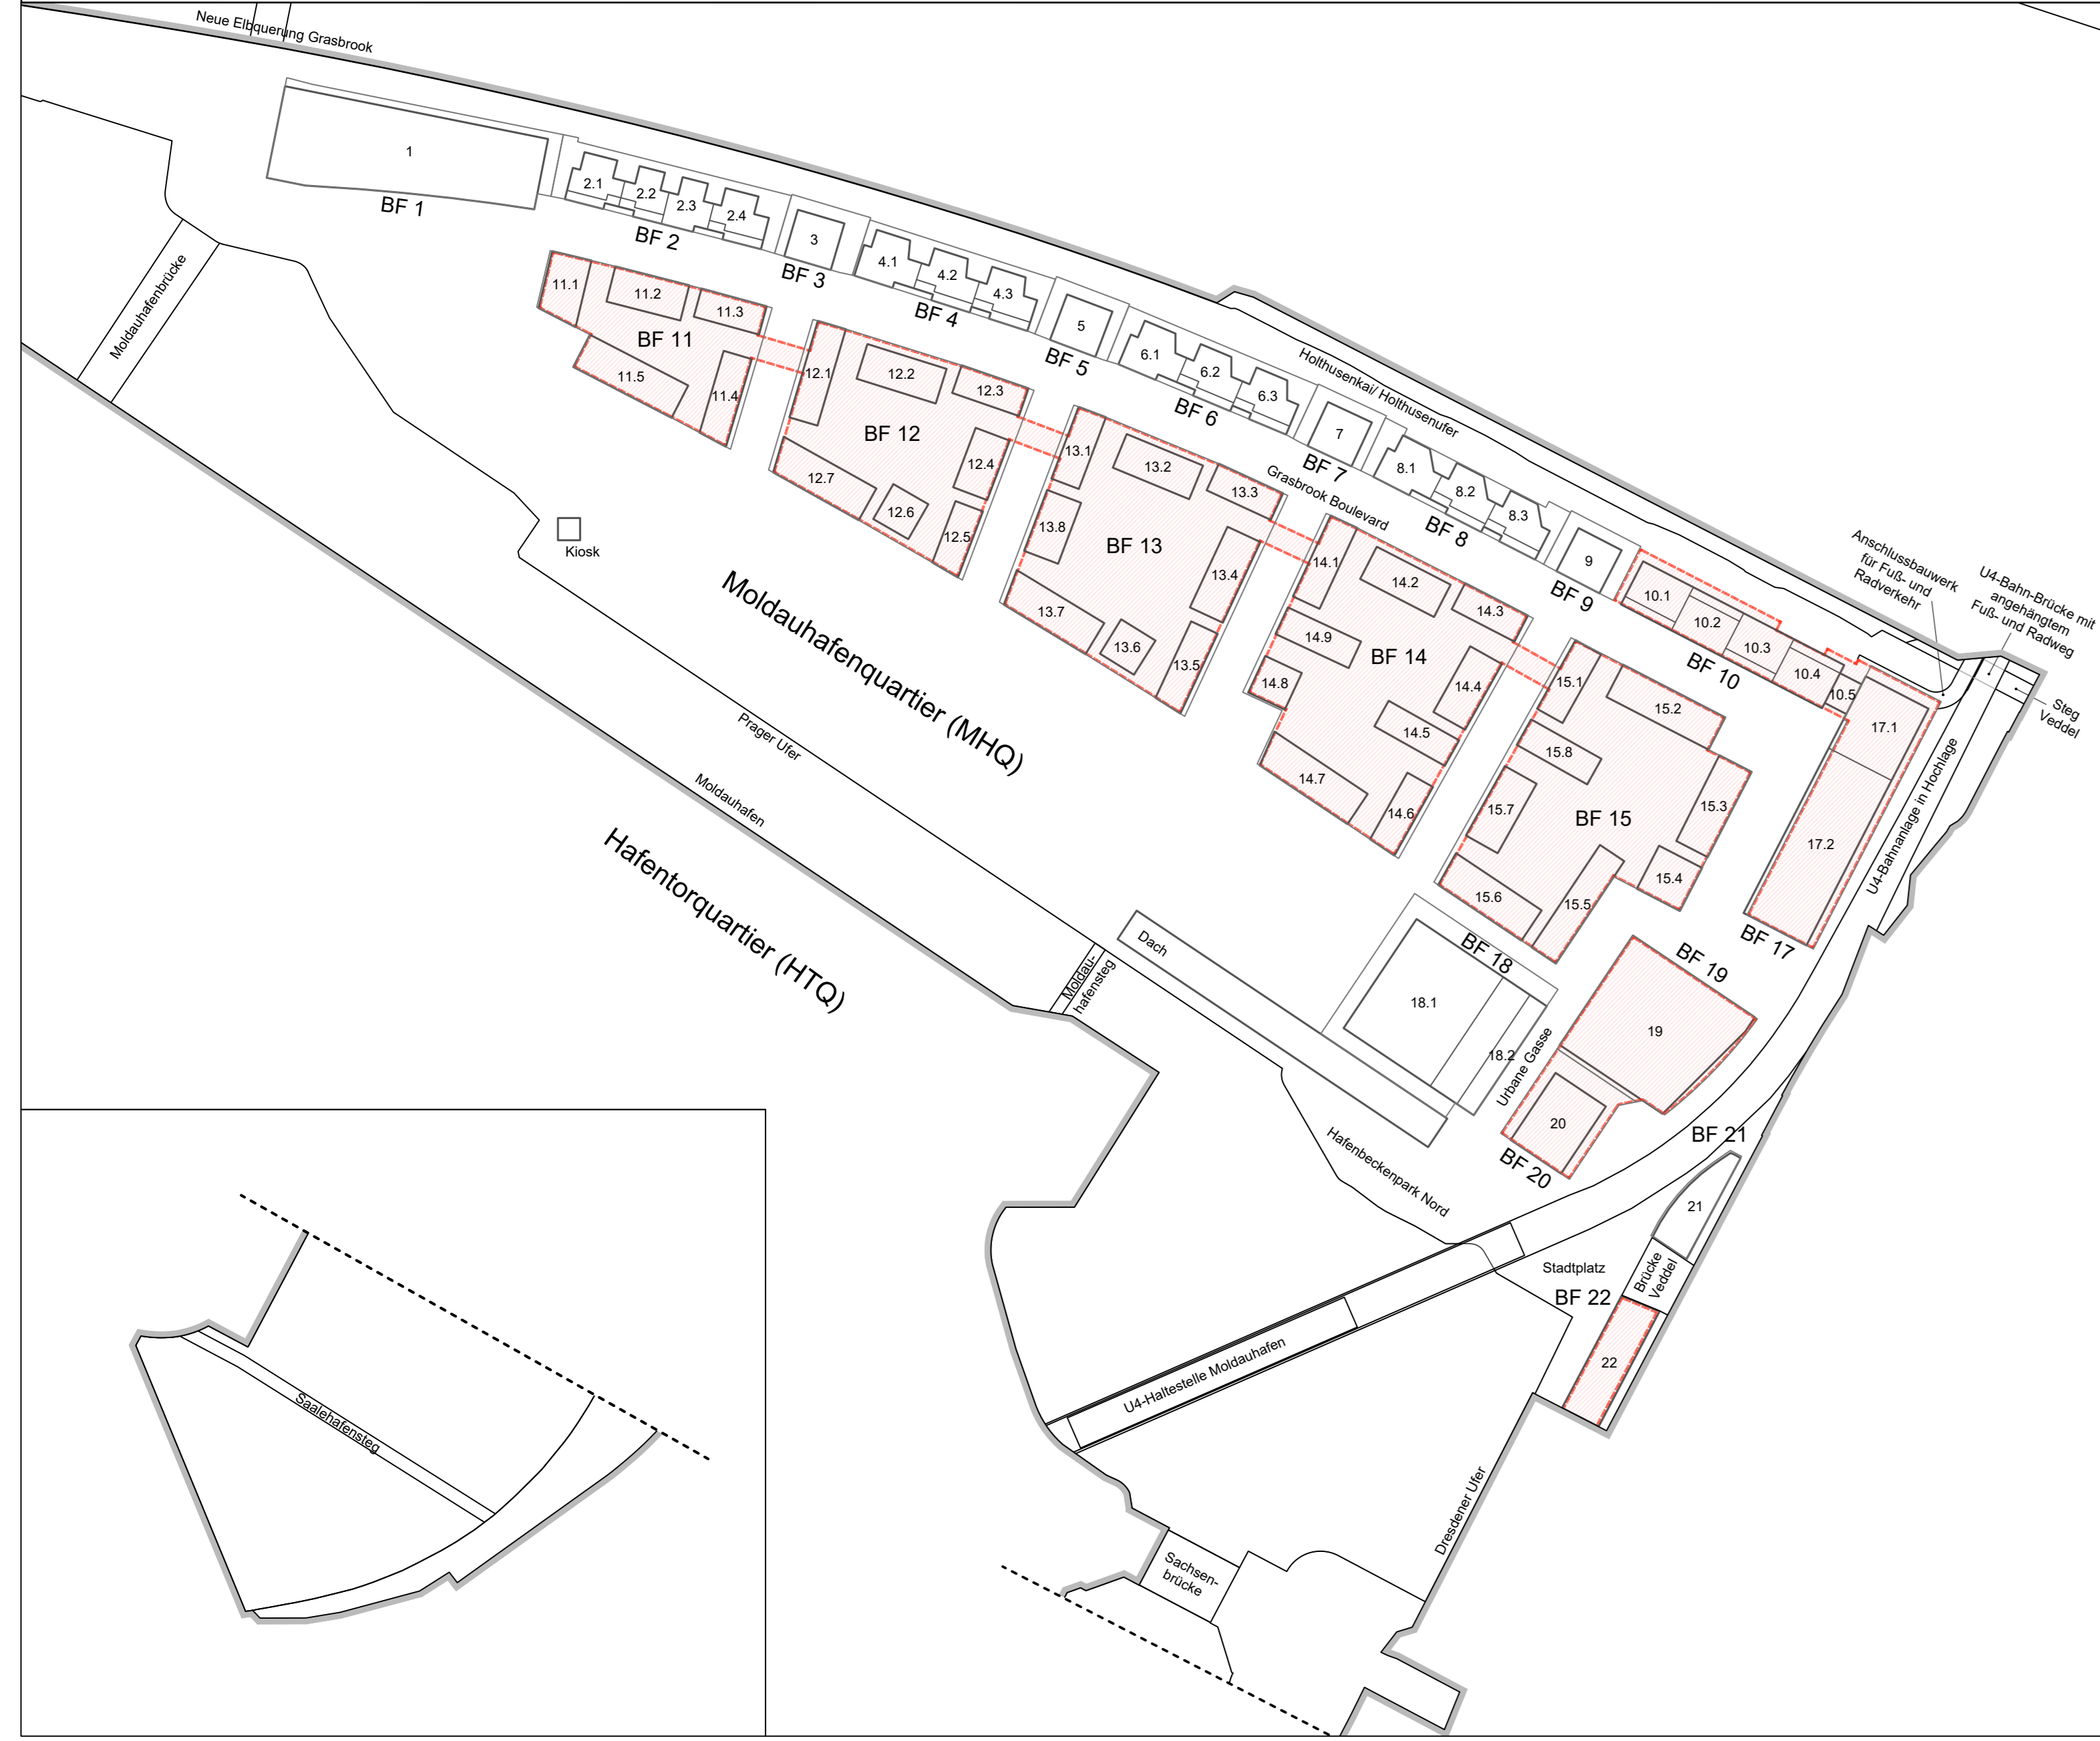 Neue Elbquerung Grasbrook
1
BF 1
2.1
2.2
2.3
2.4
BF 2
3
BF 3
4.1
4.2
4.3
BF 4
5
BF 5
6.1
6.2
6.3
BF 6
7
BF 7
8.1
8.2
8.3
BF 8
9
BF 9
10.1
10.2
10.3
10.4
10.5
BF 10
Holthusenkai/ Holthusenufer
Grasbrook Boulevard
Anschlussbauwerk
für Fuß- und
Radverkehr
U4-Bahn-Brücke mit
angehängtem
Fuß- und Radweg
Steg
Veddel
Moldauhafenbrücke
11.1
11.2
11.3
BF 11
11.4
11.5
12.1
12.2
12.3
BF 12
12.4
12.5
12.6
12.7
13.1
13.2
13.3
13.8
BF 13
13.4
13.5
13.6
13.7
14.1
14.2
14.3
14.9
BF 14
14.4
14.8
14.5
14.7
14.6
15.1
15.2
15.8
15.3
15.7
BF 15
15.4
15.6
15.5
17.1
17.2
BF 17
U4-Bahnanlage in Hochlage
Kiosk
Moldauhafenquartier (MHQ)
Prager Ufer
Moldauhafen
Hafentorquartier (HTQ)
Moldau-
hafensteg
Dach
BF 18
18.1
18.2
Urbane Gasse
BF 19
19
20
BF 20
BF 21
21
Hafenbeckenpark Nord
Stadtplatz
Brücke
Veddel
BF 22
22
U4-Haltestelle Moldauhafen
Dresdener Ufer
Sachsen-
brücke
Saalehafensteg